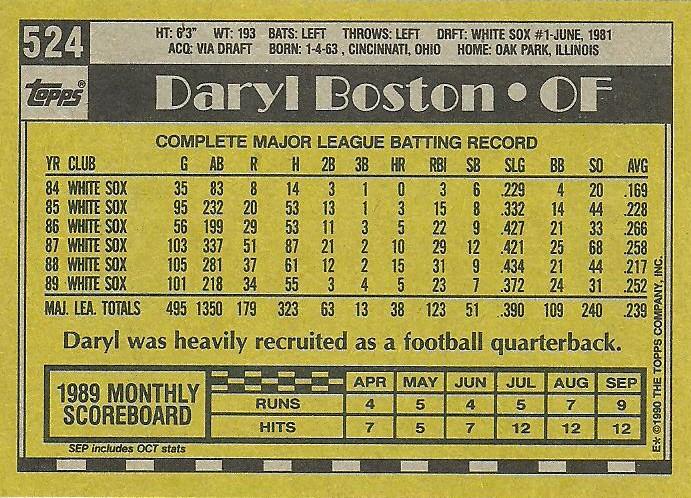 524
HT: 6'3" WT: 193 BATS: LEFT THROWS: LEFT DRFT: WHITE SOX #1-JUNE, 1981
ACQ: VIA DRAFT BORN: 1-4-63, CINCINNATI, OHIO HOME: OAK PARK, ILLINOIS
Topps®
Daryl Boston • OF
COMPLETE MAJOR LEAGUE BATTING RECORD
YR CLUB G AB R H 2B 3B HR RBI SB SLG BB SO AVG
84 WHITE SOX 35 83 8 14 3 1 0 3 6 .229 4 20 .169
85 WHITE SOX 95 232 20 53 13 1 3 15 8 .332 14 44 .228
86 WHITE SOX 56 199 29 53 11 3 5 22 9 .427 21 33 .266
87 WHITE SOX 103 337 51 87 21 2 10 29 12 .421 25 68 .258
88 WHITE SOX 105 281 37 61 12 2 15 31 9 .434 21 44 .217
89 WHITE SOX 101 218 34 55 3 4 5 23 7 .372 24 31 .252
MAJ. LEA. TOTALS 495 1350 179 323 63 13 38 123 51 .390 109 240 .239
Daryl was heavily recruited as a football quarterback.
1989 MONTHLY
SCOREBOARD
APR MAY JUN JUL AUG SEP
RUNS 4 5 4 5 7 9
HITS 7 5 7 12 12 12
SEP includes OCT stats
E* ©1990 THE TOPPS COMPANY, INC.